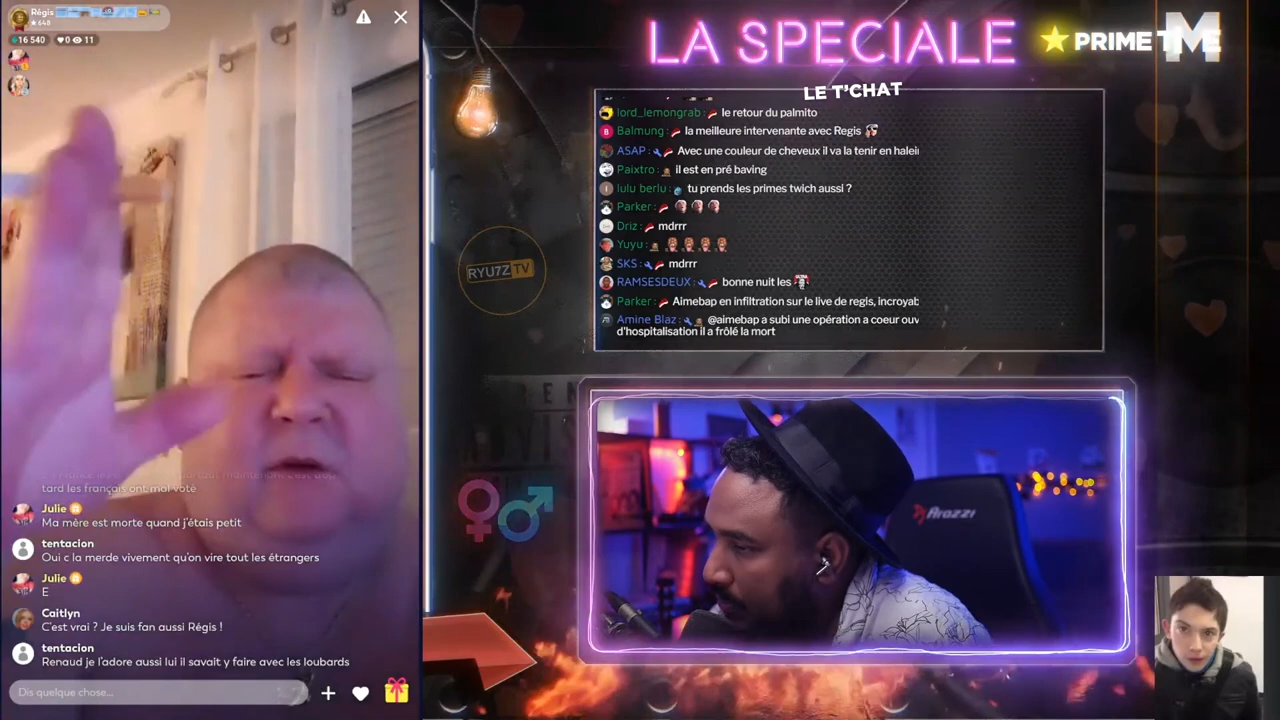 Régis
648
16 540
0
11
tard les français ont mal voté
Julie
Ma mère est morte quand j'étais petit
tentacion
Oui c la merde vivement qu'on vire tout les étrangers
Julie
E
Caitlyn
C'est vrai ? Je suis fan aussi Régis !
tentacion
Renaud je l'adore aussi lui il savait y faire avec les loubards
Dis quelque chose...
LA SPECIALE
PRIME TIME
LE T'CHAT
lord_lemongrab : le retour du palmito
Balmung : la meilleure intervenante avec Regis
ASAP : Avec une couleur de cheveux il va la tenir en halei
Paixtro : il est en pré baving
lulu berlu : tu prends les primes twich aussi ?
Parker :
Driz : mdrrr
Yuyu :
SKS : mdrrr
RAMSESDEUX : bonne nuit les
Parker : Aimebap en infiltration sur le live de regis, incroyab
Amine Blaz : @aimebap a subi une opération a coeur ouv
d'hospitalisation il a frôlé la mort
RYU7Z TV
Arozzi